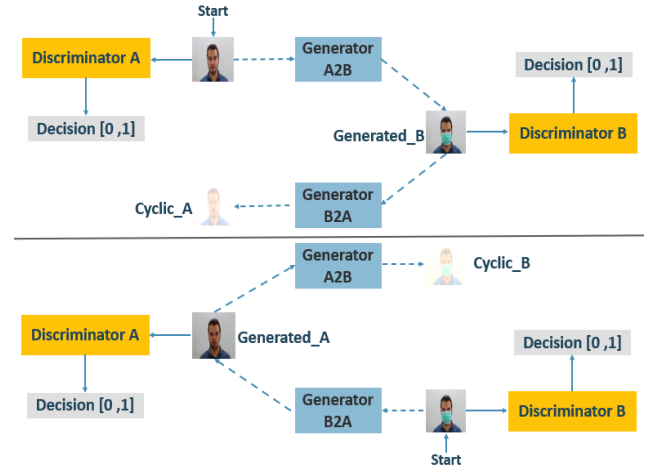 Start
Discriminator A
Generator
A2B
Decision [0 ,1]
Decision [0 ,1]
Generated_B
Discriminator B
Generator
B2A
Cyclic_A
Generator
A2B
Cyclic_B
Discriminator A
Generated_A
Decision [0 ,1]
Decision [0 ,1]
Generator
B2A
Discriminator B
Start